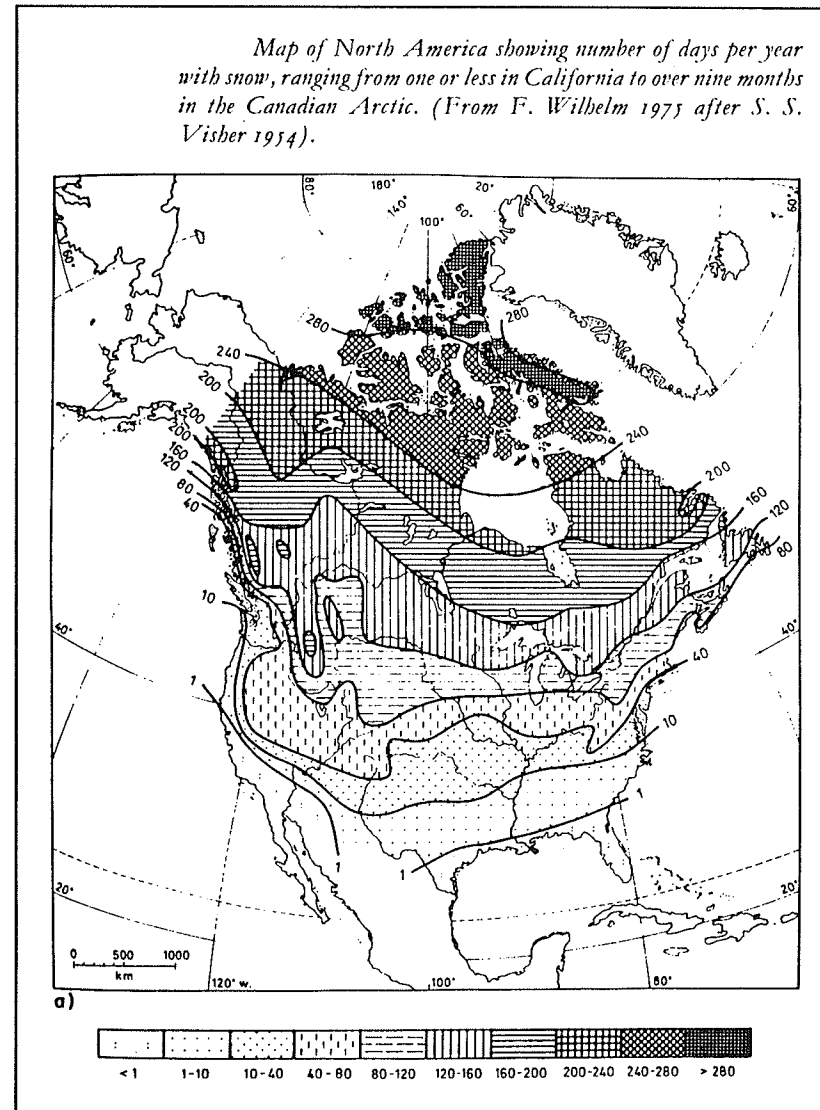 Map of North America showing number of days per year
with snow, ranging from one or less in California to over nine months
in the Canadian Arctic. (From F. Wilhelm 1975 after S. S.
Visher 1954).
80° 180° 20° 60°
140° 60°
100°
60°
280 280
240
200 240
200
200 200
160 160
120 120
80 80
40
10
40° 40°
40
1 10
1
1 1
20° 20°
0 500 1000
km
120° w. 100° 80°
a)
<1 1-10 10-40 40-80 80-120 120-160 160-200 200-240 240-280 >280